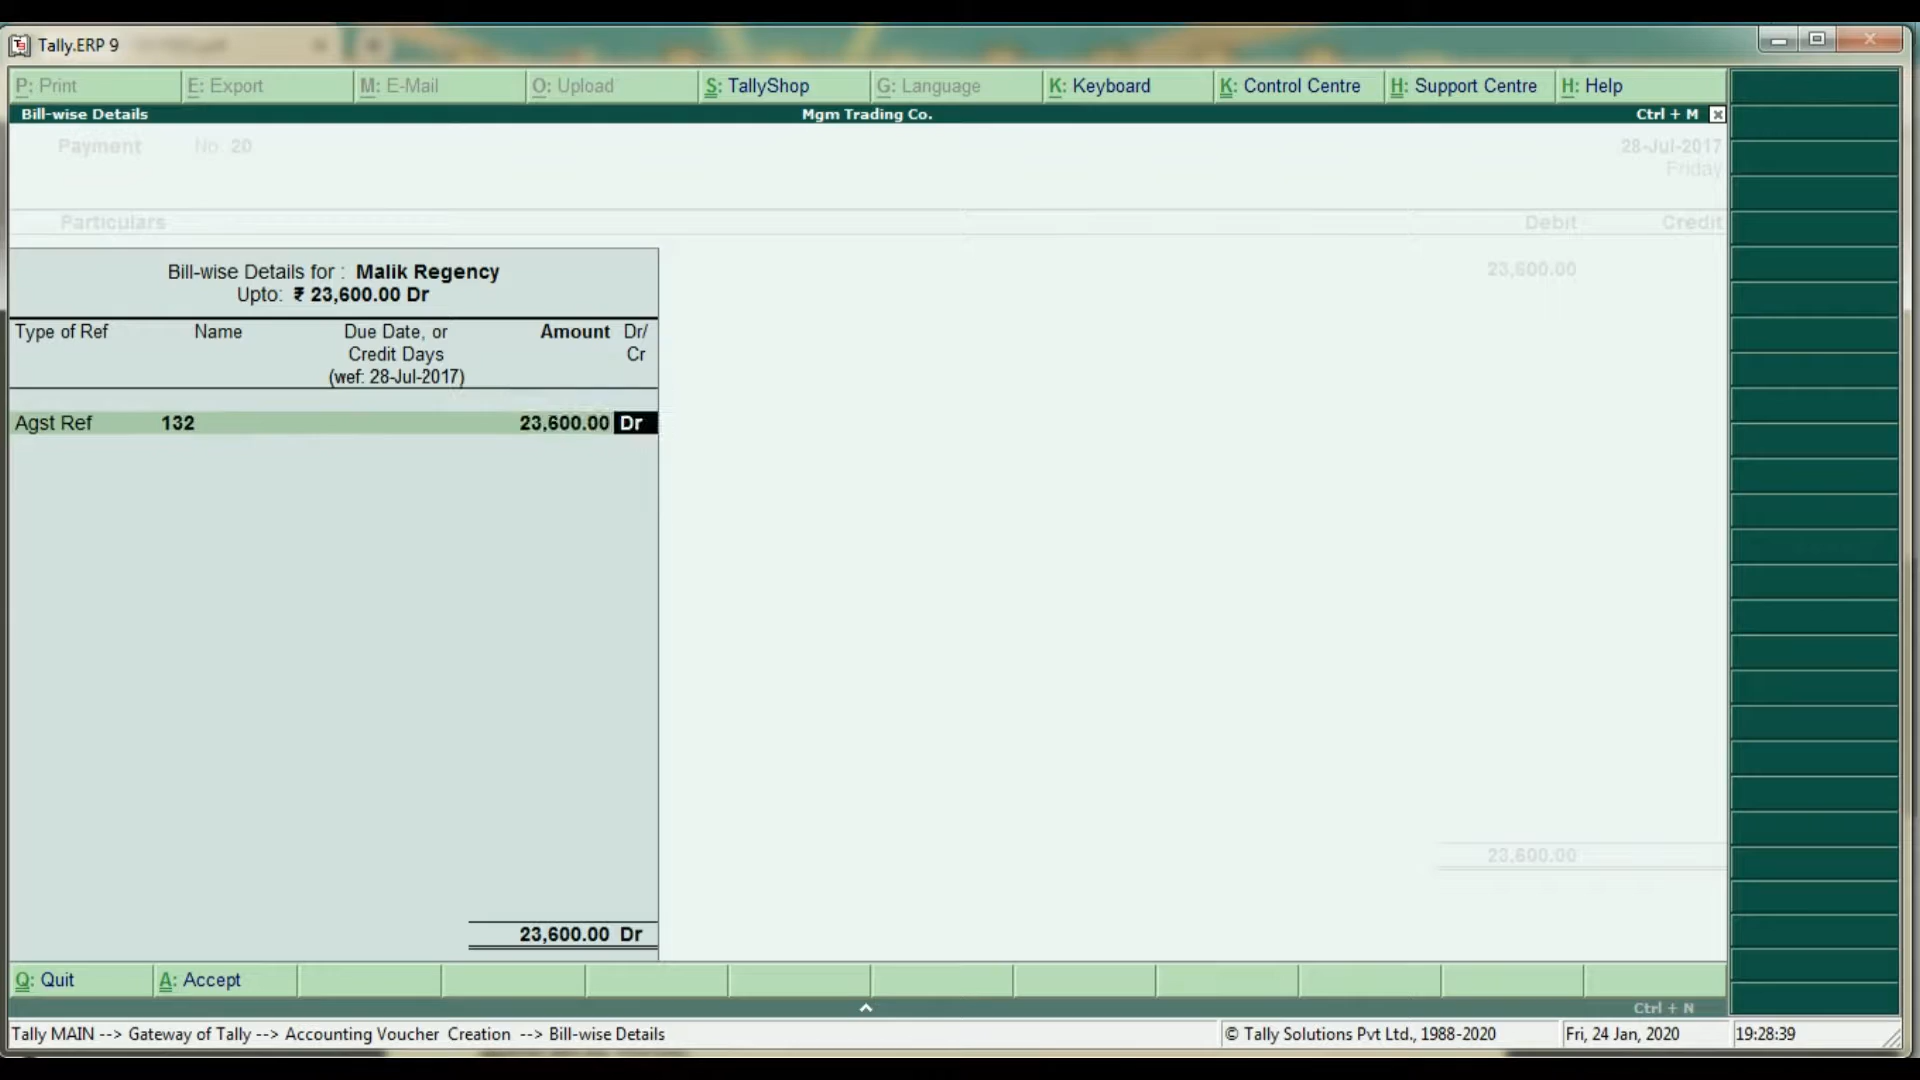 Tally.ERP 9
P: Print E: Export M: E-Mail O: Upload S: TallyShop G: Language K: Keyboard K: Control Centre H: Support Centre H: Help
Bill-wise Details Mgm Trading Co. Ctrl + M
Payment No. 20 28-Jul-2017
Friday
Particulars Debit Credit
23,600.00
Bill-wise Details for : Malik Regency
Upto: ₹ 23,600.00 Dr
Type of Ref Name Due Date, or Amount Dr/
Credit Days Cr
(wef: 28-Jul-2017)
Agst Ref 132 23,600.00 Dr
23,600.00
23,600.00 Dr
Q: Quit A: Accept
Ctrl + N
Tally MAIN --> Gateway of Tally --> Accounting Voucher Creation --> Bill-wise Details © Tally Solutions Pvt Ltd., 1988-2020 Fri, 24 Jan, 2020 19:28:39